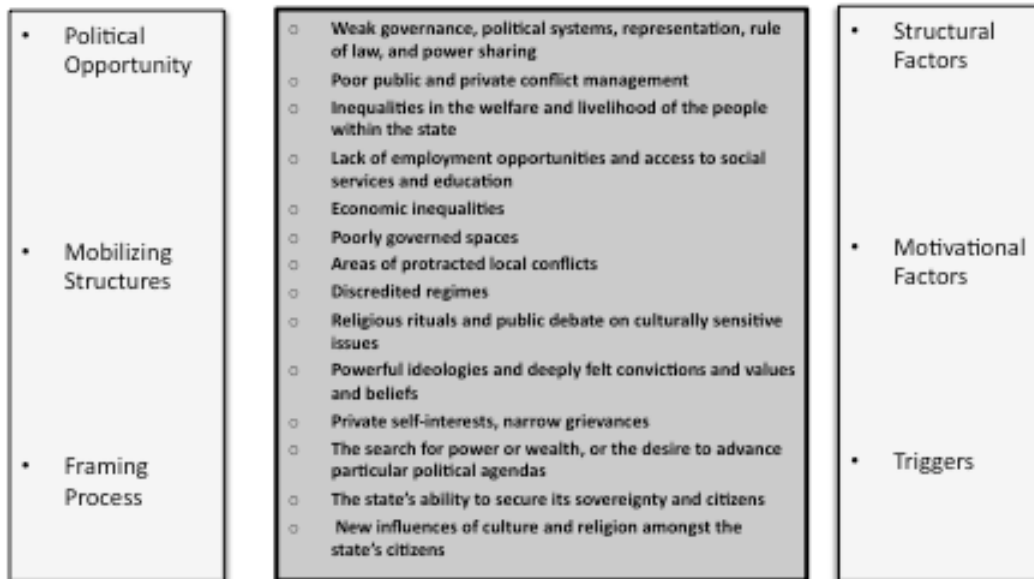 • Political
Opportunity
• Mobilizing
Structures
• Framing
Process
○ Weak governance, political systems, representation, rule
of law, and power sharing
○ Poor public and private conflict management
○ Inequalities in the welfare and livelihood of the people
within the state
○ Lack of employment opportunities and access to social
services and education
○ Economic inequalities
○ Poorly governed spaces
○ Areas of protracted local conflicts
○ Discredited regimes
○ Religious rituals and public debate on culturally sensitive
issues
○ Powerful ideologies and deeply felt convictions and values
and beliefs
○ Private self-interests, narrow grievances
○ The search for power or wealth, or the desire to advance
particular political agendas
○ The state's ability to secure its sovereignty and citizens
○ New influences of culture and religion amongst the
state's citizens
• Structural
Factors
• Motivational
Factors
• Triggers